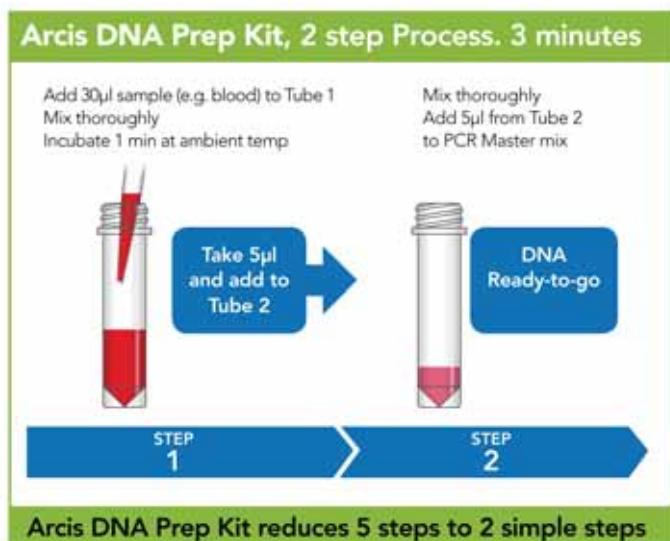 Arcis DNA Prep Kit, 2 step Process. 3 minutes
Add 30µl sample (e.g. blood) to Tube 1
Mix thoroughly
Incubate 1 min at ambient temp
Mix thoroughly
Add 5µl from Tube 2
to PCR Master mix
Take 5µl
and add to
Tube 2
DNA
Ready-to-go
STEP
1
STEP
2
Arcis DNA Prep Kit reduces 5 steps to 2 simple steps